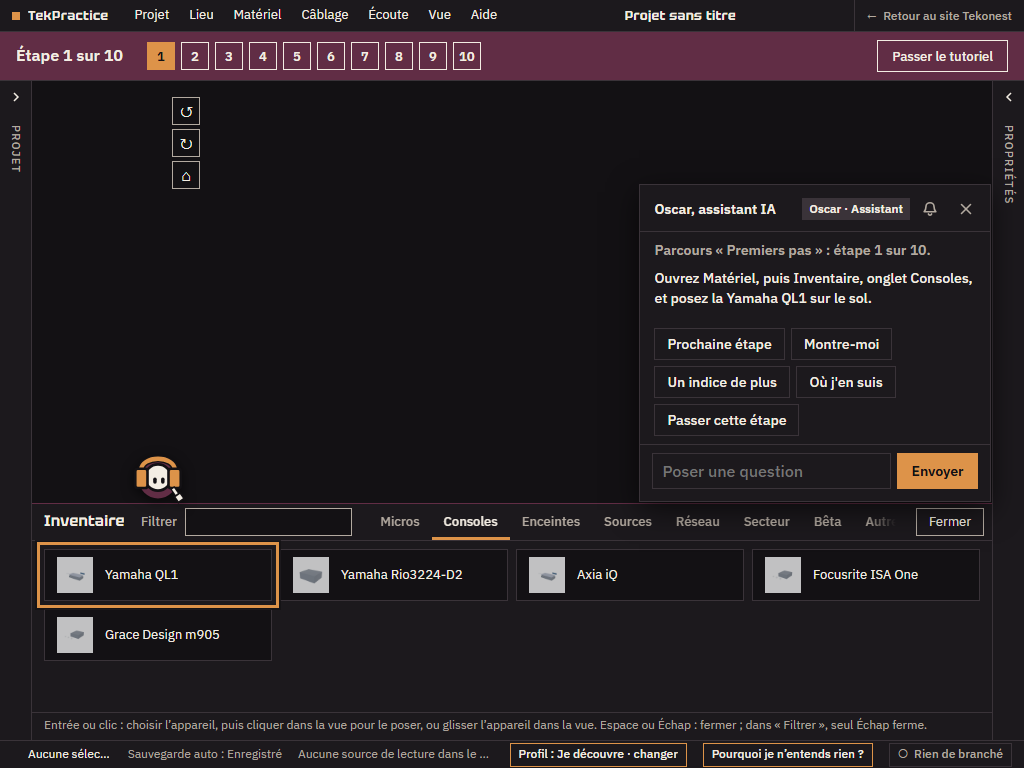 TekPractice Projet Lieu Matériel Câblage Écoute Vue Aide Projet sans titre ← Retour au site Tekonest
Étape 1 sur 10 1 2 3 4 5 6 7 8 9 10 Passer le tutoriel
PROJET
PROPRIÉTÉS
Oscar, assistant IA Oscar · Assistant
Parcours « Premiers pas » : étape 1 sur 10.
Ouvrez Matériel, puis Inventaire, onglet Consoles,
et posez la Yamaha QL1 sur le sol.
Prochaine étape Montre-moi
Un indice de plus Où j'en suis
Passer cette étape
Poser une question Envoyer
Inventaire Filtrer Micros Consoles Enceintes Sources Réseau Secteur Bêta Autr Fermer
Yamaha QL1 Yamaha Rio3224-D2 Axia iQ Focusrite ISA One
Grace Design m905
Entrée ou clic : choisir l'appareil, puis cliquer dans la vue pour le poser, ou glisser l'appareil dans la vue. Espace ou Échap : fermer ; dans « Filtrer », seul Échap ferme.
Aucune sélec... Sauvegarde auto : Enregistré Aucune source de lecture dans le ... Profil : Je découvre · changer Pourquoi je n'entends rien ? Rien de branché